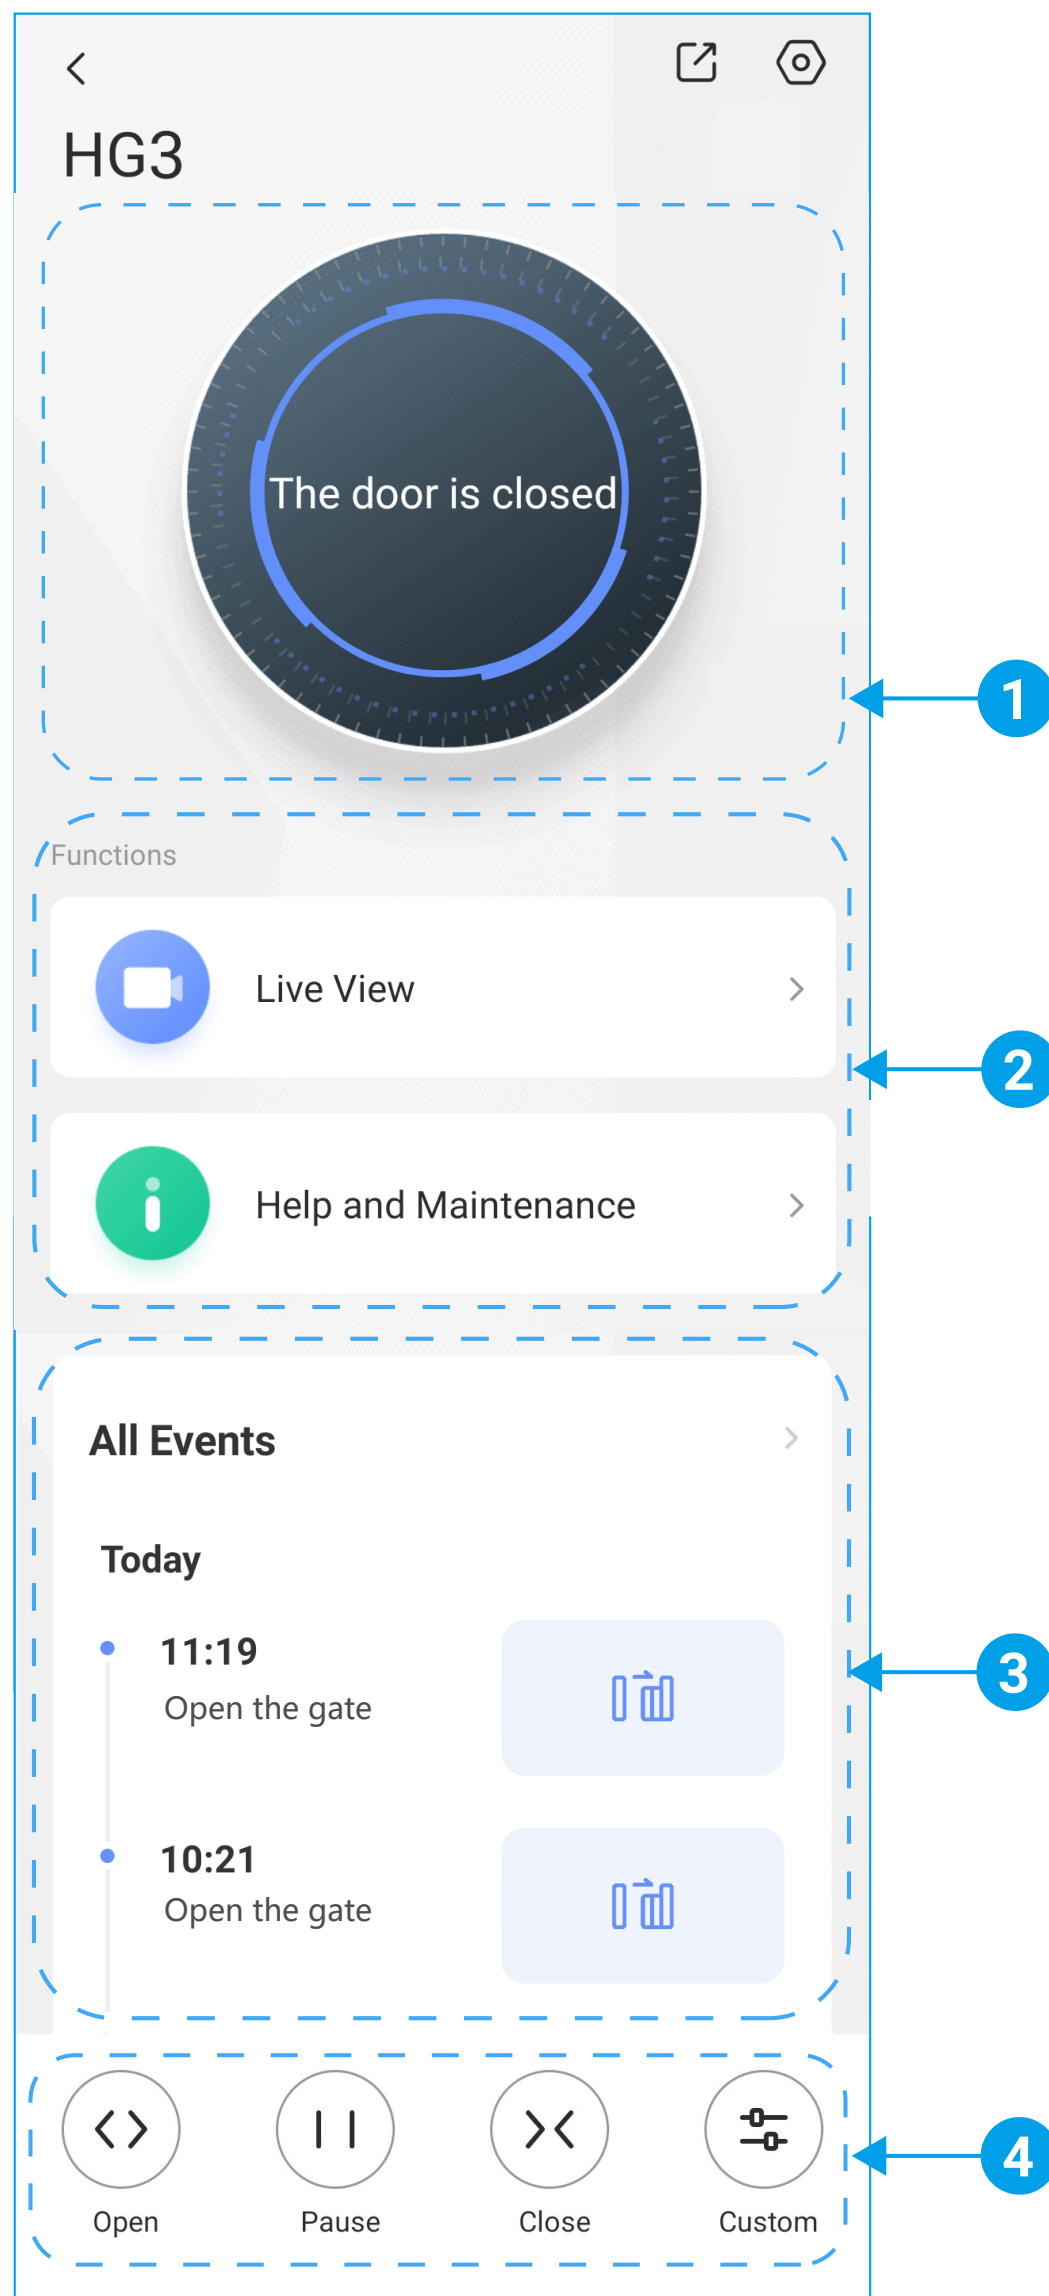 HG3
The door is closed
1
Functions
Live View
2
Help and Maintenance
All Events
Today
11:19
Open the gate
3
10:21
Open the gate
4
Open Pause Close Custom